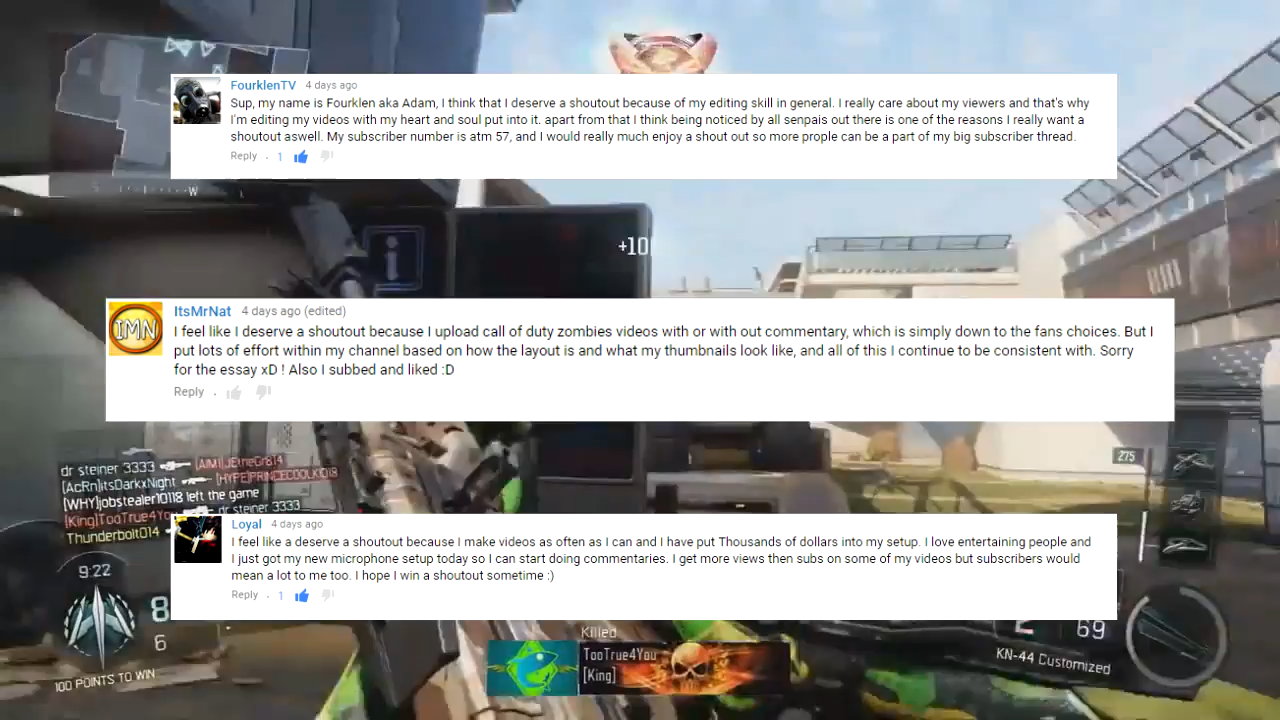 FourklenTV 4 days ago
Sup, my name is Fourklen aka Adam, I think that I deserve a shoutout because of my editing skill in general. I really care about my viewers and that's why
I'm editing my videos with my heart and soul put into it. apart from that I think being noticed by all senpais out there is one of the reasons I really want a
shoutout aswell. My subscriber number is atm 57, and I would really much enjoy a shout out so more prople can be a part of my big subscriber thread.
Reply . 1
W
+10
IMN
ItsMrNat 4 days ago (edited)
I feel like I deserve a shoutout because I upload call of duty zombies videos with or with out commentary, which is simply down to the fans choices. But I
put lots of effort within my channel based on how the layout is and what my thumbnails look like, and all of this I continue to be consistent with. Sorry
for the essay xD ! Also I subbed and liked :D
Reply .
275
dr steiner 3333
[AcRn]itsDarkxNight [HYPE]PRINCECOOLK1018
[WHY]jobstealer10118 left the game
[King]TooTrue4You dr steiner 3333
Thunderbolt014
Loyal 4 days ago
I feel like a deserve a shoutout because I make videos as often as I can and I have put Thousands of dollars into my setup. I love entertaining people and
I just got my new microphone setup today so I can start doing commentaries. I get more views then subs on some of my videos but subscribers would
mean a lot to me too. I hope I win a shoutout sometime :)
Reply . 1
9:22
8
6
100 POINTS TO WIN
Killed
TooTrue4You
[King]
69
KN-44 Customized